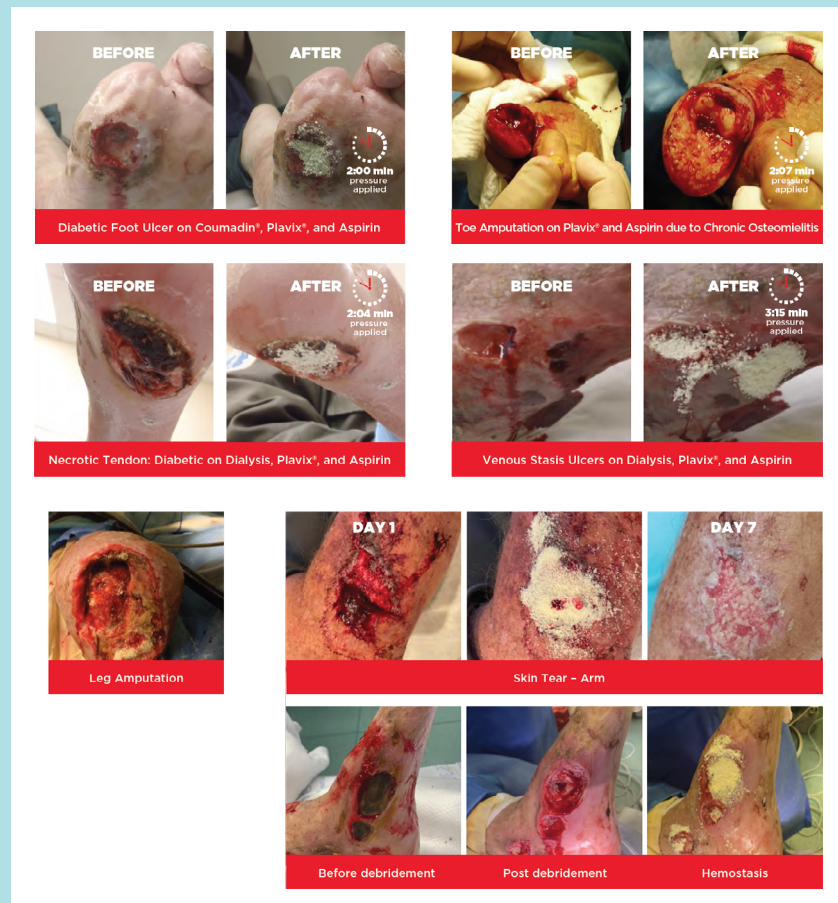 BEFORE
AFTER
2:00 min
pressure
applied
Diabetic Foot Ulcer on Coumadin®, Plavix®, and Aspirin
BEFORE
AFTER
2:07 min
pressure
applied
Toe Amputation on Plavix® and Aspirin due to Chronic Osteomielitis
BEFORE
AFTER
2:04 min
pressure
applied
Necrotic Tendon: Diabetic on Dialysis, Plavix®, and Aspirin
BEFORE
AFTER
3:15 min
pressure
applied
Venous Stasis Ulcers on Dialysis, Plavix®, and Aspirin
Leg Amputation
DAY 1
DAY 7
Skin Tear – Arm
Before debridement
Post debridement
Hemostasis